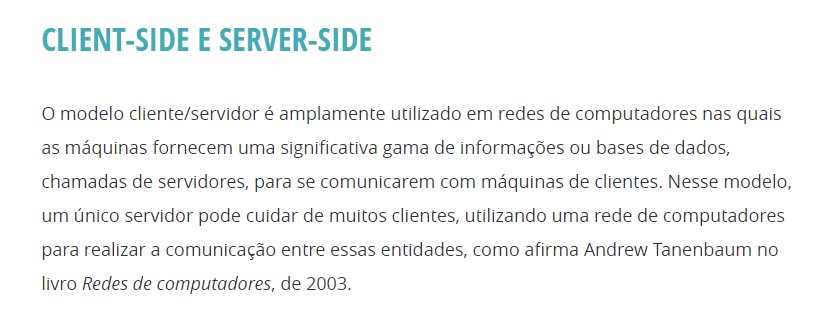 CLIENT-SIDE E SERVER-SIDE
O modelo cliente/servidor é amplamente utilizado em redes de computadores nas quais
as máquinas fornecem uma significativa gama de informações ou bases de dados,
chamadas de servidores, para se comunicarem com máquinas de clientes. Nesse modelo,
um único servidor pode cuidar de muitos clientes, utilizando uma rede de computadores
para realizar a comunicação entre essas entidades, como afirma Andrew Tanenbaum no
livro Redes de computadores, de 2003.